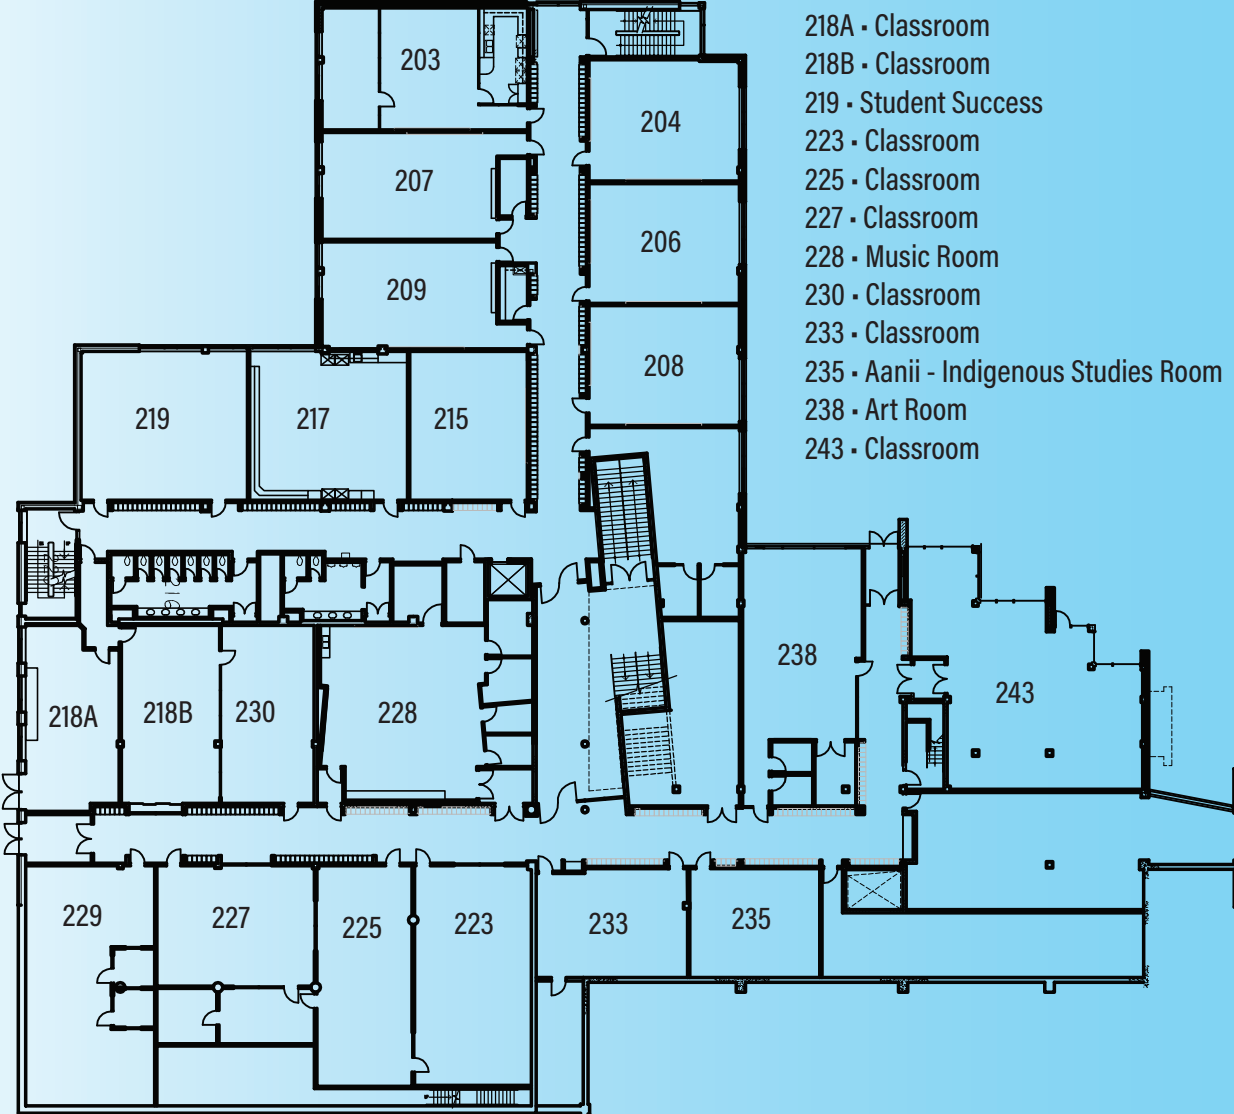 218A • Classroom
218B • Classroom
219 • Student Success
223 • Classroom
225 • Classroom
227 • Classroom
228 • Music Room
230 • Classroom
233 • Classroom
235 • Aanii - Indigenous Studies Room
238 • Art Room
243 • Classroom
203
204
207
206
209
208
219
217
215
238
243
218A
218B
230
228
229
227
225
223
233
235